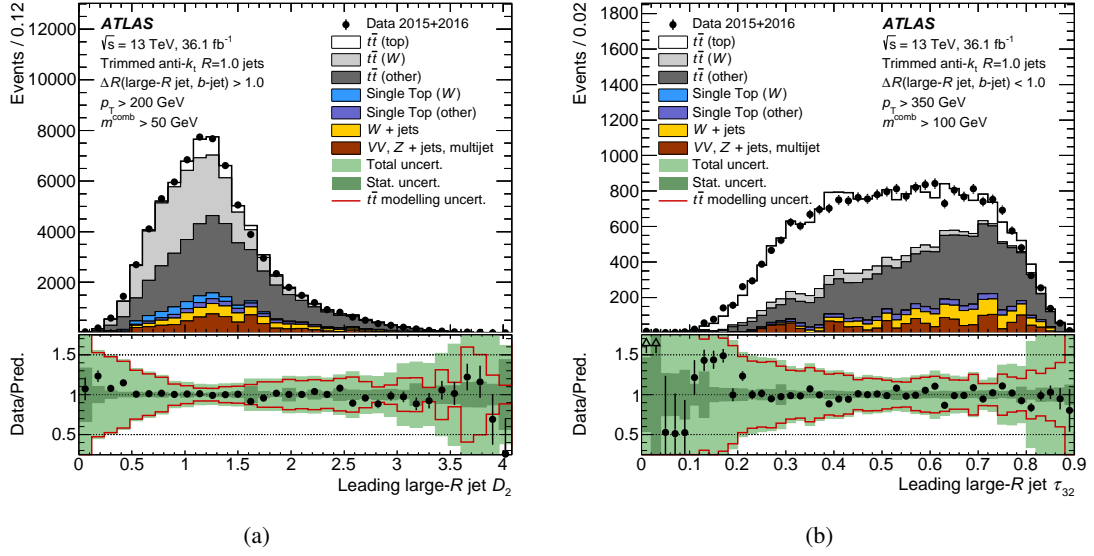 Events / 0.12
12000
10000
8000
6000
4000
2000
ATLAS
√s = 13 TeV, 36.1 fb⁻¹
Trimmed anti-kₜ R=1.0 jets
ΔR(large-R jet, b-jet) > 1.0
p_T > 200 GeV
m^comb > 50 GeV
Data 2015+2016
tt̄ (top)
tt̄ (W)
tt̄ (other)
Single Top (W)
Single Top (other)
W + jets
VV, Z + jets, multijet
Total uncert.
Stat. uncert.
tt̄ modelling uncert.
Data/Pred.
1.5
1
0.5
0 0.5 1 1.5 2 2.5 3 3.5 4
Leading large-R jet D₂
(a)
Events / 0.02
1800
1600
1400
1200
1000
800
600
400
200
ATLAS
√s = 13 TeV, 36.1 fb⁻¹
Trimmed anti-kₜ R=1.0 jets
ΔR(large-R jet, b-jet) < 1.0
p_T > 350 GeV
m^comb > 100 GeV
Data 2015+2016
tt̄ (top)
tt̄ (W)
tt̄ (other)
Single Top (W)
Single Top (other)
W + jets
VV, Z + jets, multijet
Total uncert.
Stat. uncert.
tt̄ modelling uncert.
Data/Pred.
1.5
1
0.5
0 0.1 0.2 0.3 0.4 0.5 0.6 0.7 0.8 0.9
Leading large-R jet τ₃₂
(b)